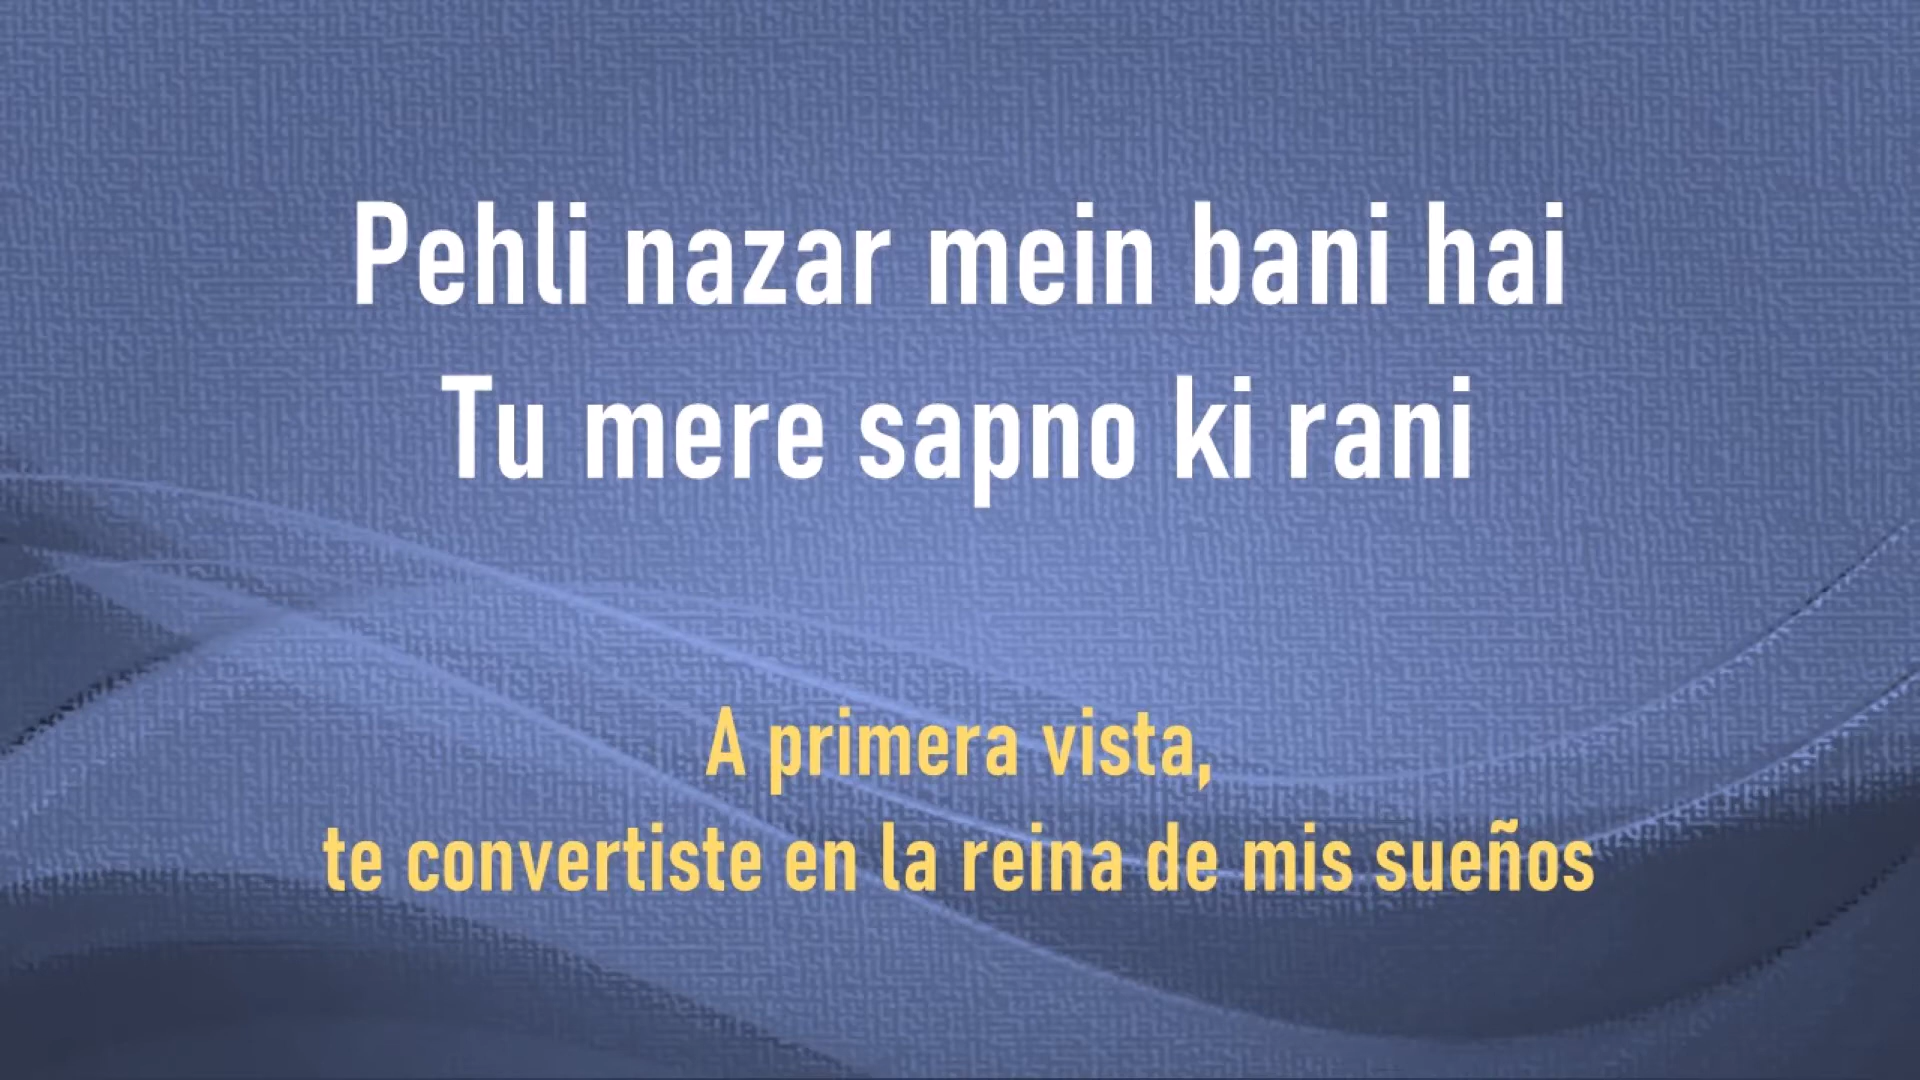 Pehli nazar mein bani hai
Tu mere sapno ki rani
A primera vista,
te convertiste en la reina de mis sueños